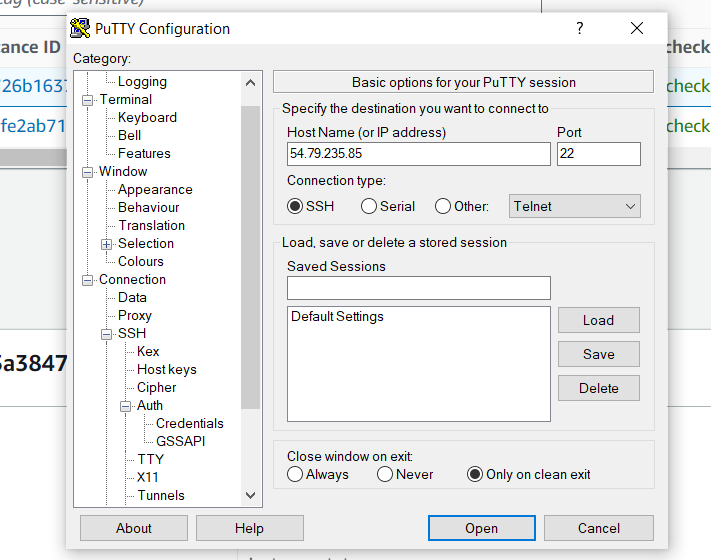 ag (case-sensitive)
ance ID
check
726b1637
check
fe2ab71
check
5a3847
PuTTY Configuration
?
Category:
Logging
Terminal
Keyboard
Bell
Features
Window
Appearance
Behaviour
Translation
Selection
Colours
Connection
Data
Proxy
SSH
Kex
Host keys
Cipher
Auth
Credentials
GSSAPI
TTY
X11
Tunnels
Basic options for your PuTTY session
Specify the destination you want to connect to
Host Name (or IP address) Port
54.79.235.85 22
Connection type:
SSH Serial Other: Telnet
Load, save or delete a stored session
Saved Sessions
Default Settings
Load
Save
Delete
Close window on exit:
Always Never Only on clean exit
About Help Open Cancel